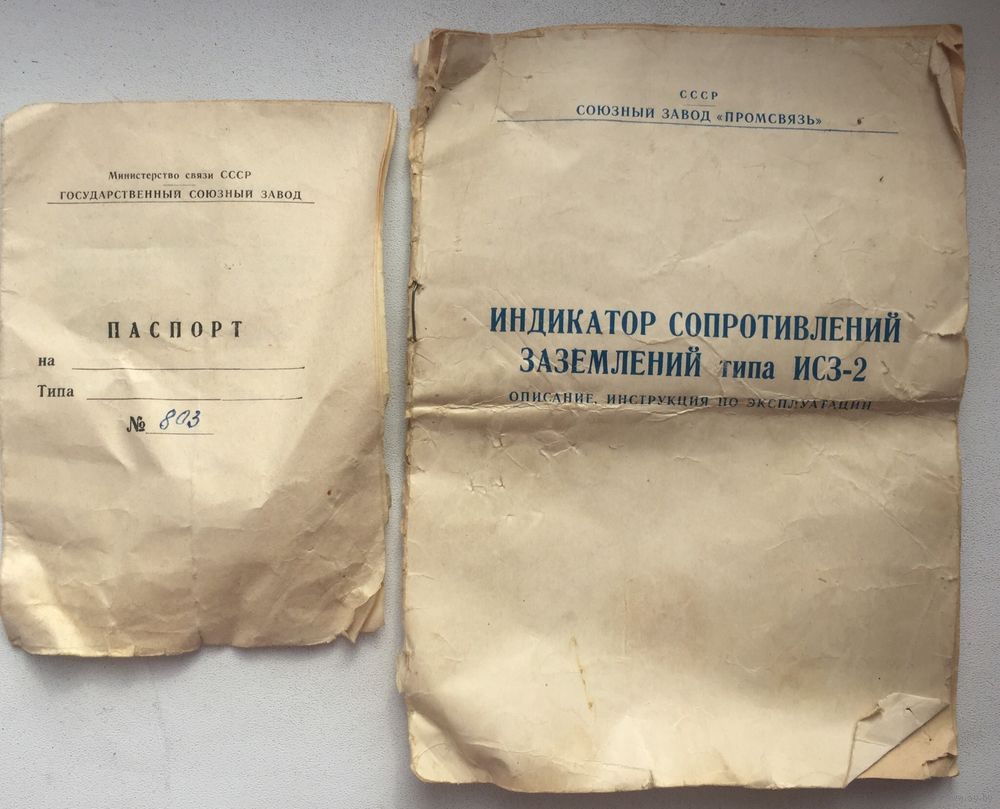 Министерство связи СССР
ГОСУДАРСТВЕННЫЙ СОЮЗНЫЙ ЗАВОД
ПАСПОРТ
на
Типа
№ 803
СССР
СОЮЗНЫЙ ЗАВОД «ПРОМСВЯЗЬ»
ИНДИКАТОР СОПРОТИВЛЕНИЙ
ЗАЗЕМЛЕНИЙ типа ИСЗ-2
ОПИСАНИЕ, ИНСТРУКЦИЯ ПО ЭКСПЛУАТАЦИИ